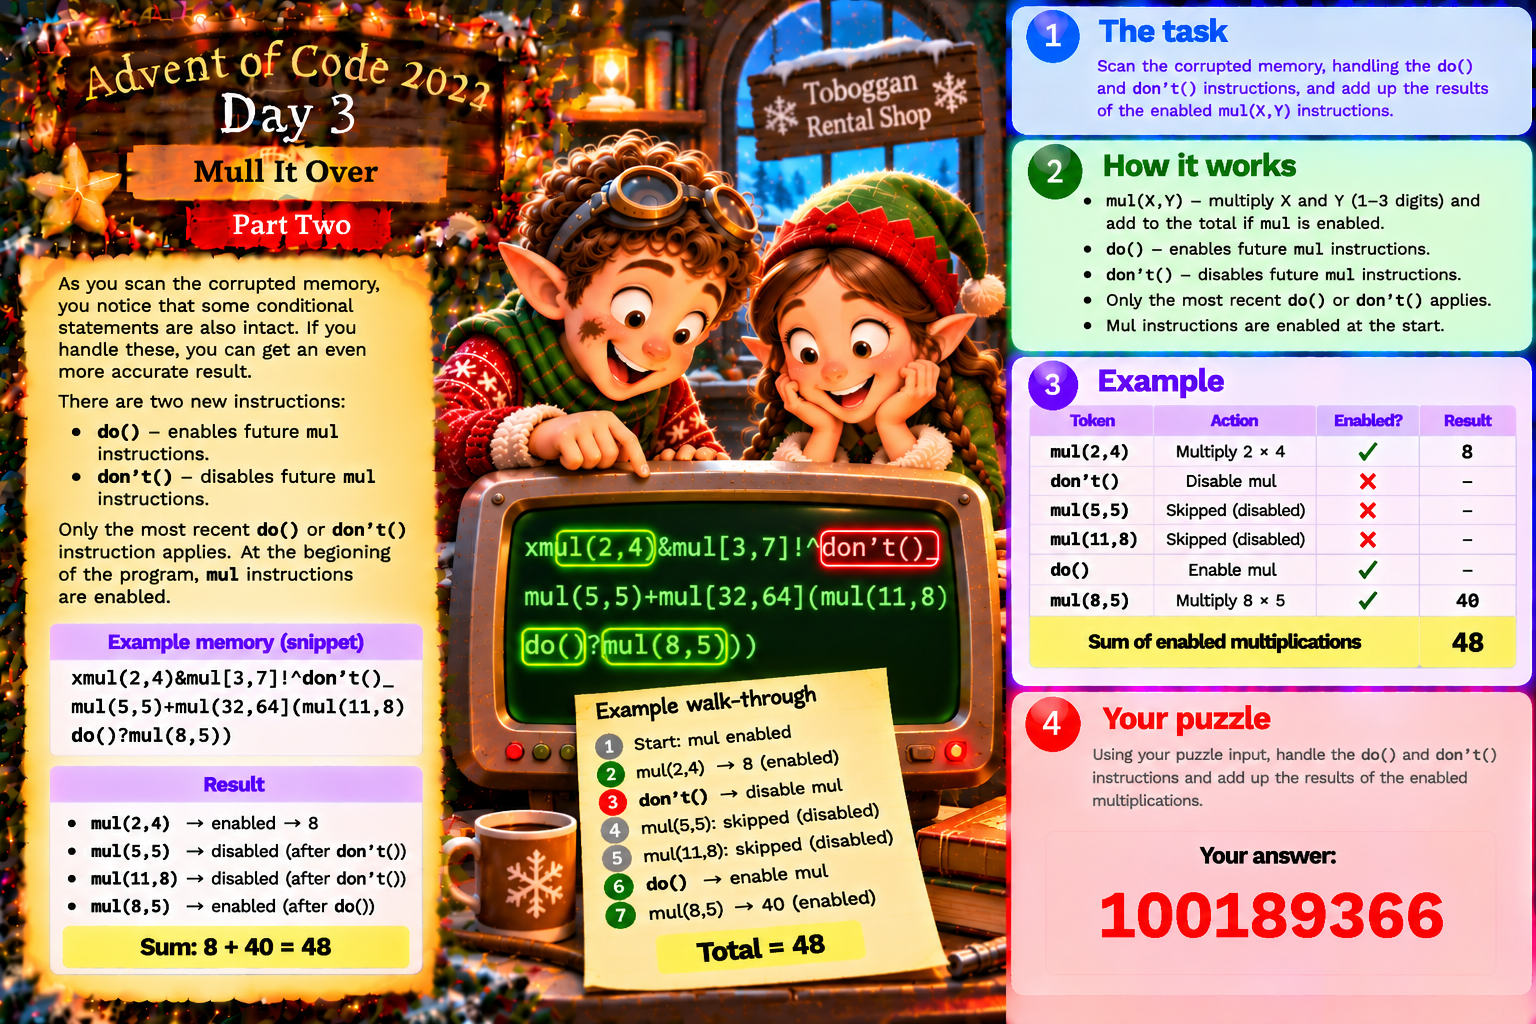 Advent of Code 2022
Day 3
Mull It Over
Part Two
As you scan the corrupted memory,
you notice that some conditional
statements are also intact. If you
handle these, you can get an even
more accurate result.
There are two new instructions:
• do() – enables future mul
instructions.
• don't() – disables future mul
instructions.
Only the most recent do() or don't()
instruction applies. At the begioning
of the program, mul instructions
are enabled.
Example memory (snippet)
xmul(2,4)&mul[3,7]!^don't()_
mul(5,5)+mul(32,64](mul(11,8)
do()?mul(8,5))
Result
• mul(2,4) → enabled → 8
• mul(5,5) → disabled (after don't())
• mul(11,8) → disabled (after don't())
• mul(8,5) → enabled (after do())
Sum: 8 + 40 = 48
Toboggan
Rental Shop
xmul(2,4)&mul[3,7]!^don't()_
mul(5,5)+mul[32,64](mul(11,8)
do()?mul(8,5))
Example walk-through
1 Start: mul enabled
2 mul(2,4) → 8 (enabled)
3 don't() → disable mul
4 mul(5,5): skipped (disabled)
5 mul(11,8): skipped (disabled)
6 do() → enable mul
7 mul(8,5) → 40 (enabled)
Total = 48
1 The task
Scan the corrupted memory, handling the do()
and don't() instructions, and add up the results
of the enabled mul(X,Y) instructions.
2 How it works
• mul(X,Y) – multiply X and Y (1–3 digits) and
add to the total if mul is enabled.
• do() – enables future mul instructions.
• don't() – disables future mul instructions.
• Only the most recent do() or don't() applies.
• Mul instructions are enabled at the start.
3 Example
Token Action Enabled? Result
mul(2,4) Multiply 2 × 4 ✓ 8
don't() Disable mul ✗ –
mul(5,5) Skipped (disabled) ✗ –
mul(11,8) Skipped (disabled) ✗ –
do() Enable mul ✓ –
mul(8,5) Multiply 8 × 5 ✓ 40
Sum of enabled multiplications 48
4 Your puzzle
Using your puzzle input, handle the do() and don't()
instructions and add up the results of the enabled
multiplications.
Your answer:
100189366